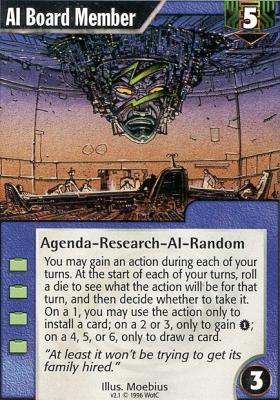 AI Board Member
5
Agenda-Research-AI-Random
You may gain an action during each of your
turns. At the start of each of your turns, roll
a die to see what the action will be for that
turn, and then decide whether to take it.
On a 1, you may use the action only to
install a card; on a 2 or 3, only to gain 1;
on a 4, 5, or 6, only to draw a card.
"At least it won't be trying to get its
family hired."
Illus. Moebius
v2.1 © 1996 WotC
3